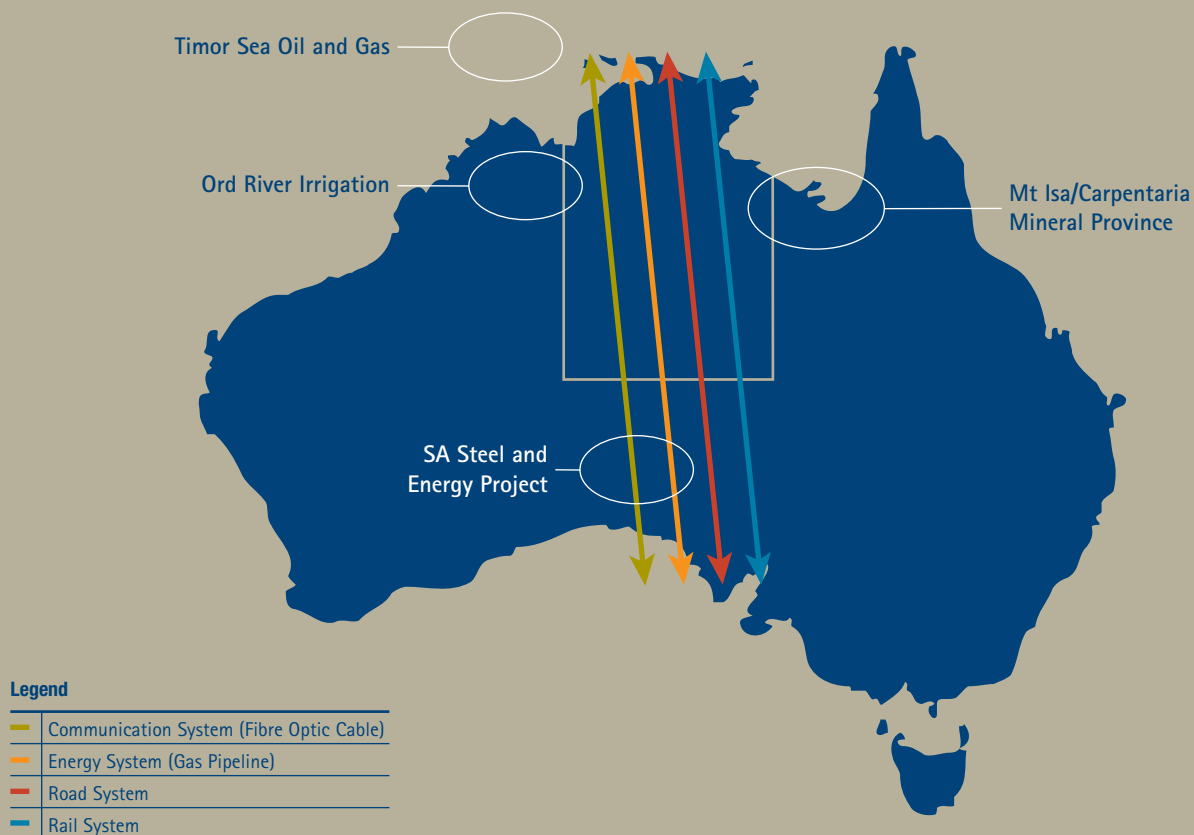 Timor Sea Oil and Gas
Ord River Irrigation
Mt Isa/Carpentaria
Mineral Province
SA Steel and
Energy Project
Legend
Communication System (Fibre Optic Cable)
Energy System (Gas Pipeline)
Road System
Rail System